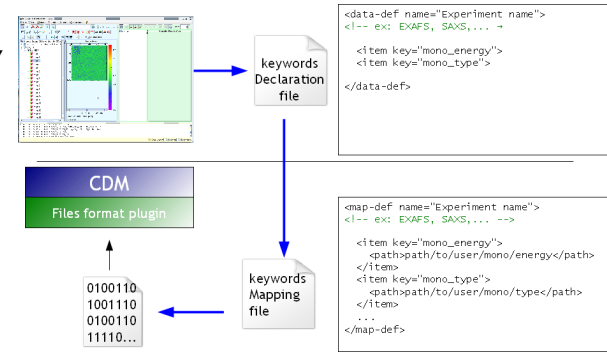 <data-def name="Experiment name">
<!-- ex: EXAFS, SAXS,... →
<item key="mono_energy">
<item key="mono_type">
</data-def>
keywords
Declaration
file
CDM
Files format plugin
<map-def name="Experiment name">
<!-- ex: EXAFS, SAXS,... -->
<item key="mono_energy">
<path>path/to/user/mono/energy</path>
</item>
<item key="mono_type">
<path>path/to/user/mono/type</path>
</item>
...
</map-def>
keywords
Mapping
file
0100110
1001110
0100110
11110...